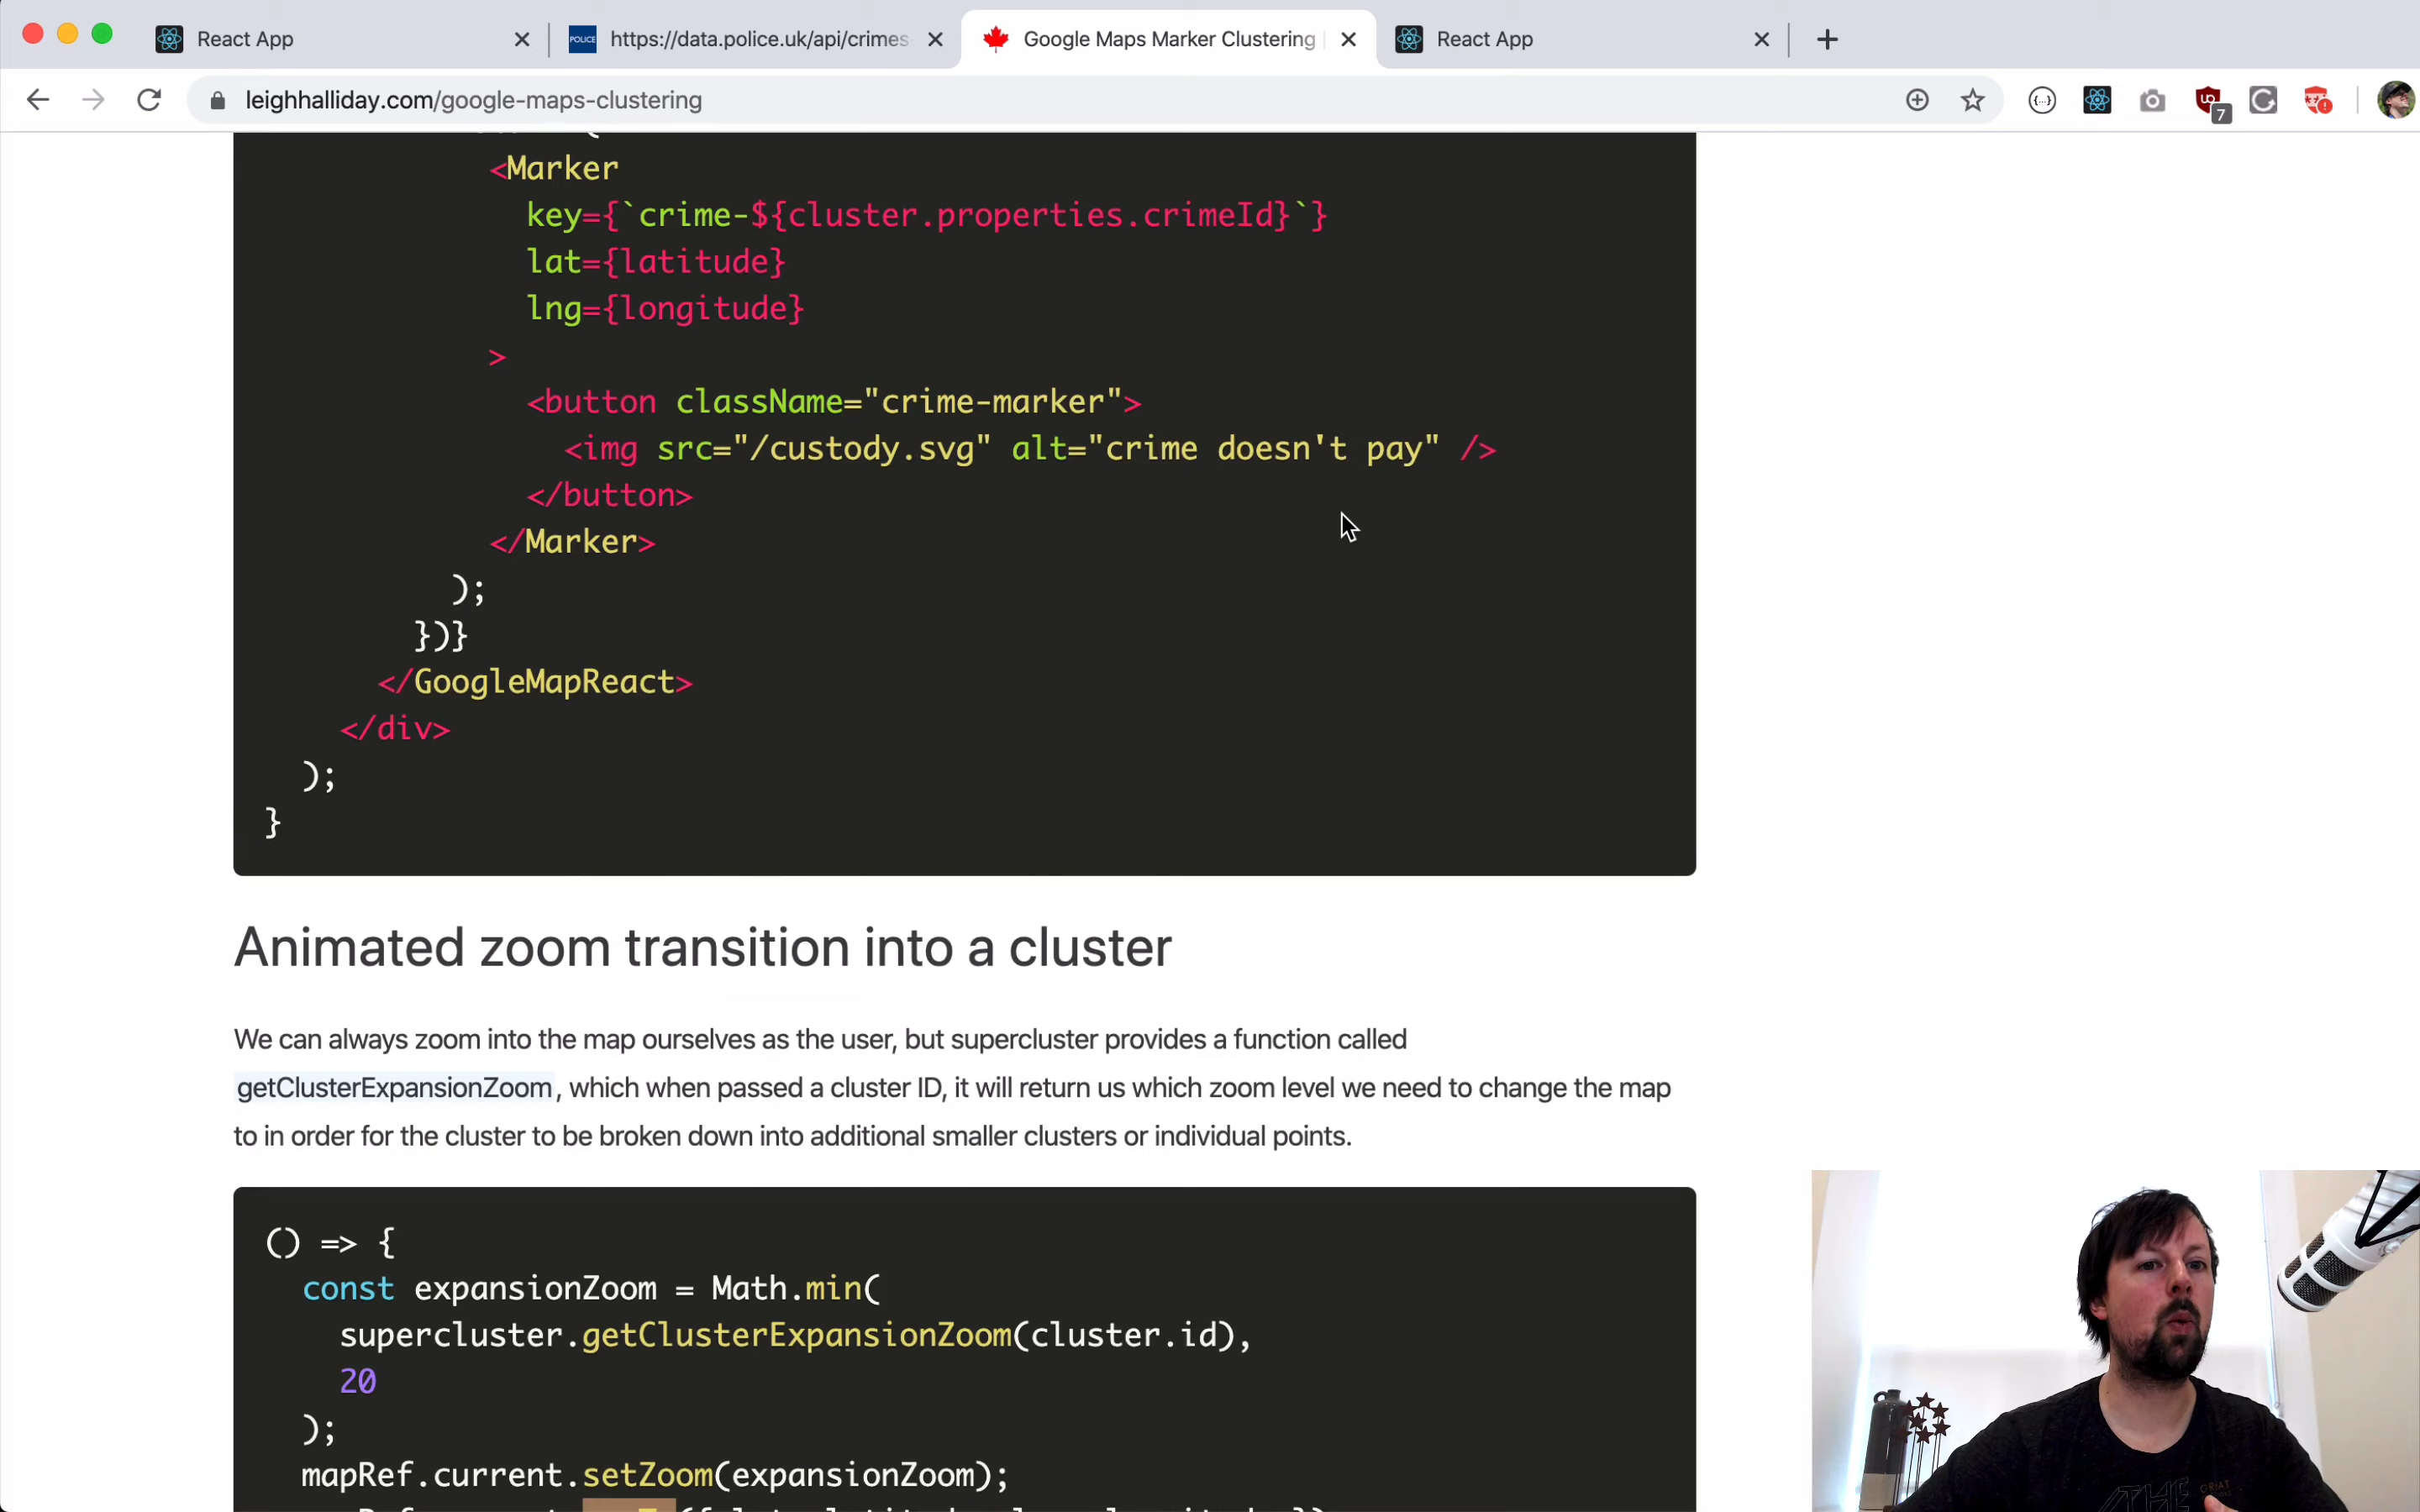 React App
POLICE
https://data.police.uk/api/crimes
Google Maps Marker Clustering
React App
leighhalliday.com/google-maps-clustering
7
<Marker
key={`crime-${cluster.properties.crimeId}`}
lat={latitude}
lng={longitude}
>
<button className="crime-marker">
<img src="/custody.svg" alt="crime doesn't pay" />
</button>
</Marker>
);
})}
</GoogleMapReact>
</div>
);
}
Animated zoom transition into a cluster
We can always zoom into the map ourselves as the user, but supercluster provides a function called
getClusterExpansionZoom, which when passed a cluster ID, it will return us which zoom level we need to change the map
to in order for the cluster to be broken down into additional smaller clusters or individual points.
() => {
const expansionZoom = Math.min(
supercluster.getClusterExpansionZoom(cluster.id),
20
);
mapRef.current.setZoom(expansionZoom);
THE